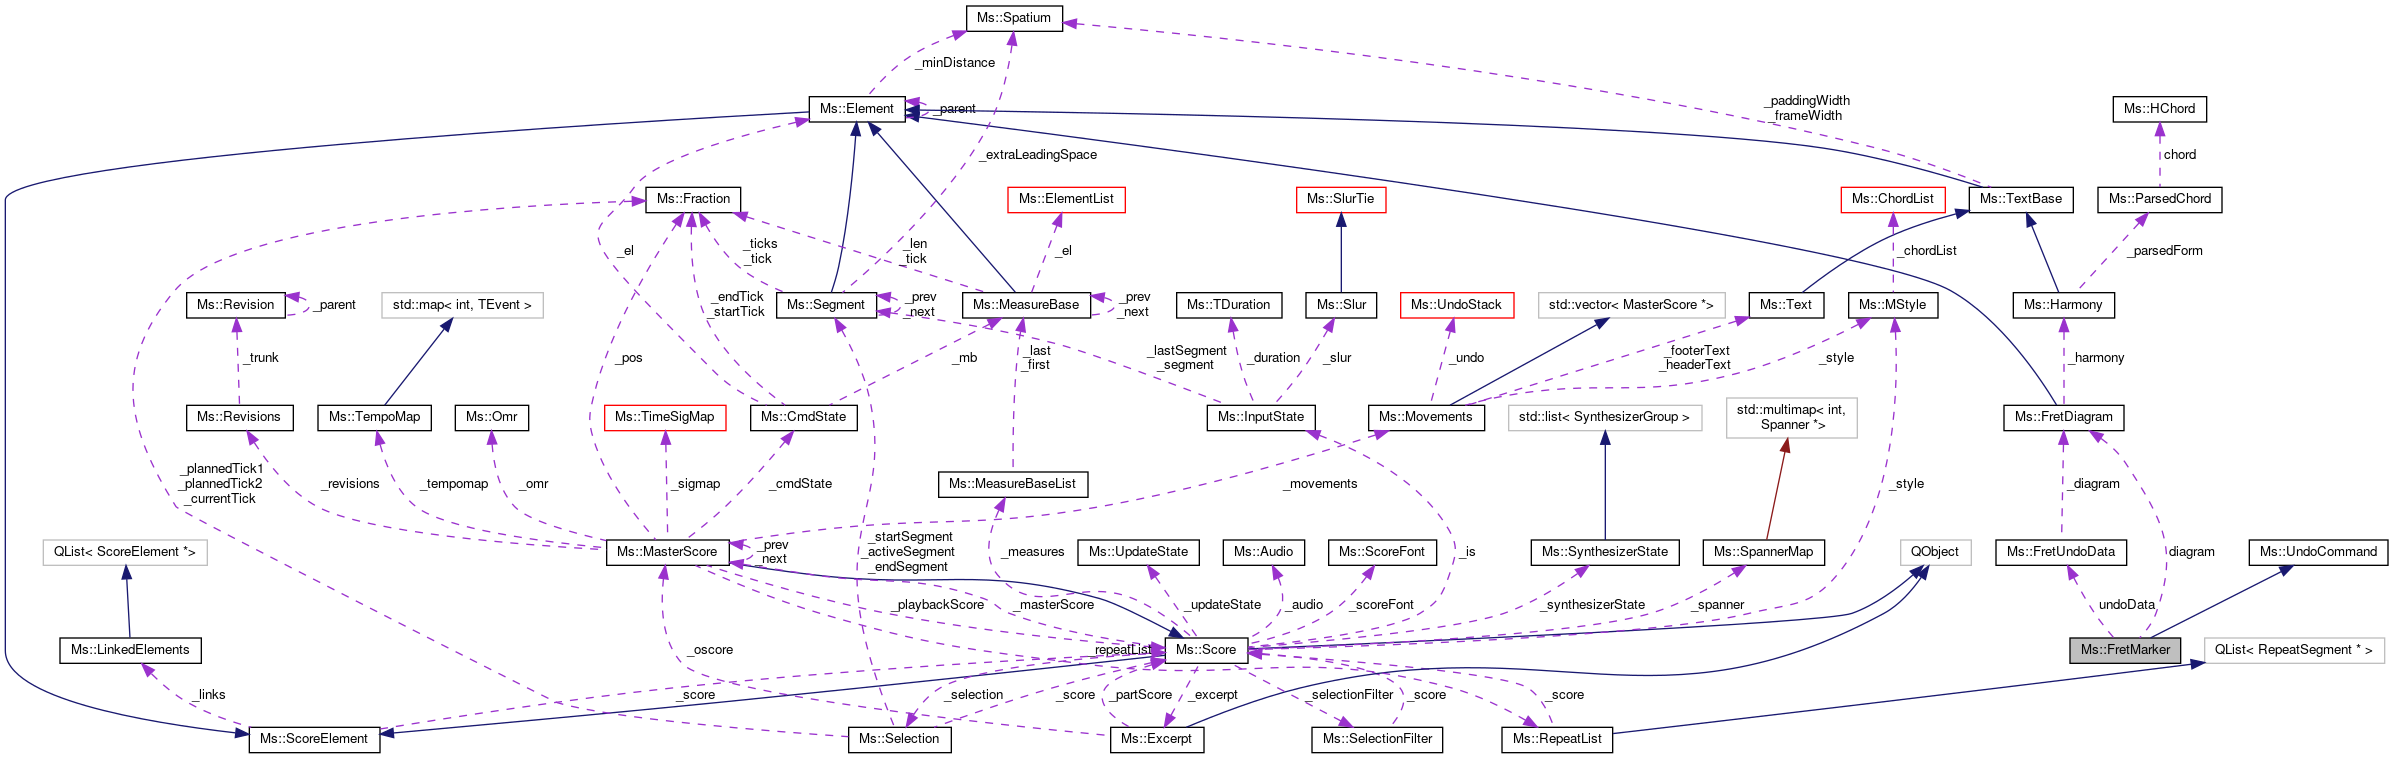 Ms::Spatium
_minDistance
Ms::Element
_parent
_paddingWidth
_frameWidth
Ms::HChord
_extraLeadingSpace
chord
Ms::Fraction
Ms::ElementList
Ms::SlurTie
Ms::ChordList
Ms::TextBase
Ms::ParsedChord
_el
_ticks
_tick
_len
_tick
_el
_chordList
_parsedForm
Ms::Revision
_parent
std::map< int, TEvent >
_endTick
_startTick
Ms::Segment
_prev
_next
Ms::MeasureBase
_prev
_next
Ms::TDuration
Ms::Slur
Ms::UndoStack
std::vector< MasterScore *>
Ms::Text
Ms::MStyle
Ms::Harmony
_trunk
_pos
_mb
_last
_first
_lastSegment
_segment
_duration
_slur
_undo
_footerText
_headerText
_style
_harmony
Ms::Revisions
Ms::TempoMap
Ms::Omr
Ms::TimeSigMap
Ms::CmdState
Ms::InputState
Ms::Movements
std::list< SynthesizerGroup >
std::multimap< int,
Spanner *>
Ms::FretDiagram
_plannedTick1
_plannedTick2
_currentTick
_revisions
_tempomap
_omr
_sigmap
_cmdState
Ms::MeasureBaseList
_movements
_style
_diagram
QList< ScoreElement *>
Ms::MasterScore
_prev
_next
_startSegment
_activeSegment
_endSegment
_measures
Ms::UpdateState
Ms::Audio
Ms::ScoreFont
_is
Ms::SynthesizerState
Ms::SpannerMap
QObject
Ms::FretUndoData
diagram
Ms::UndoCommand
_playbackScore
_masterScore
_updateState
_audio
_scoreFont
_synthesizerState
_spanner
undoData
Ms::LinkedElements
_oscore
_repeatList
Ms::Score
Ms::FretMarker
QList< RepeatSegment * >
_links
_score
_selection
_score
_partScore
_excerpt
_selectionFilter
_score
_score
Ms::ScoreElement
Ms::Selection
Ms::Excerpt
Ms::SelectionFilter
Ms::RepeatList